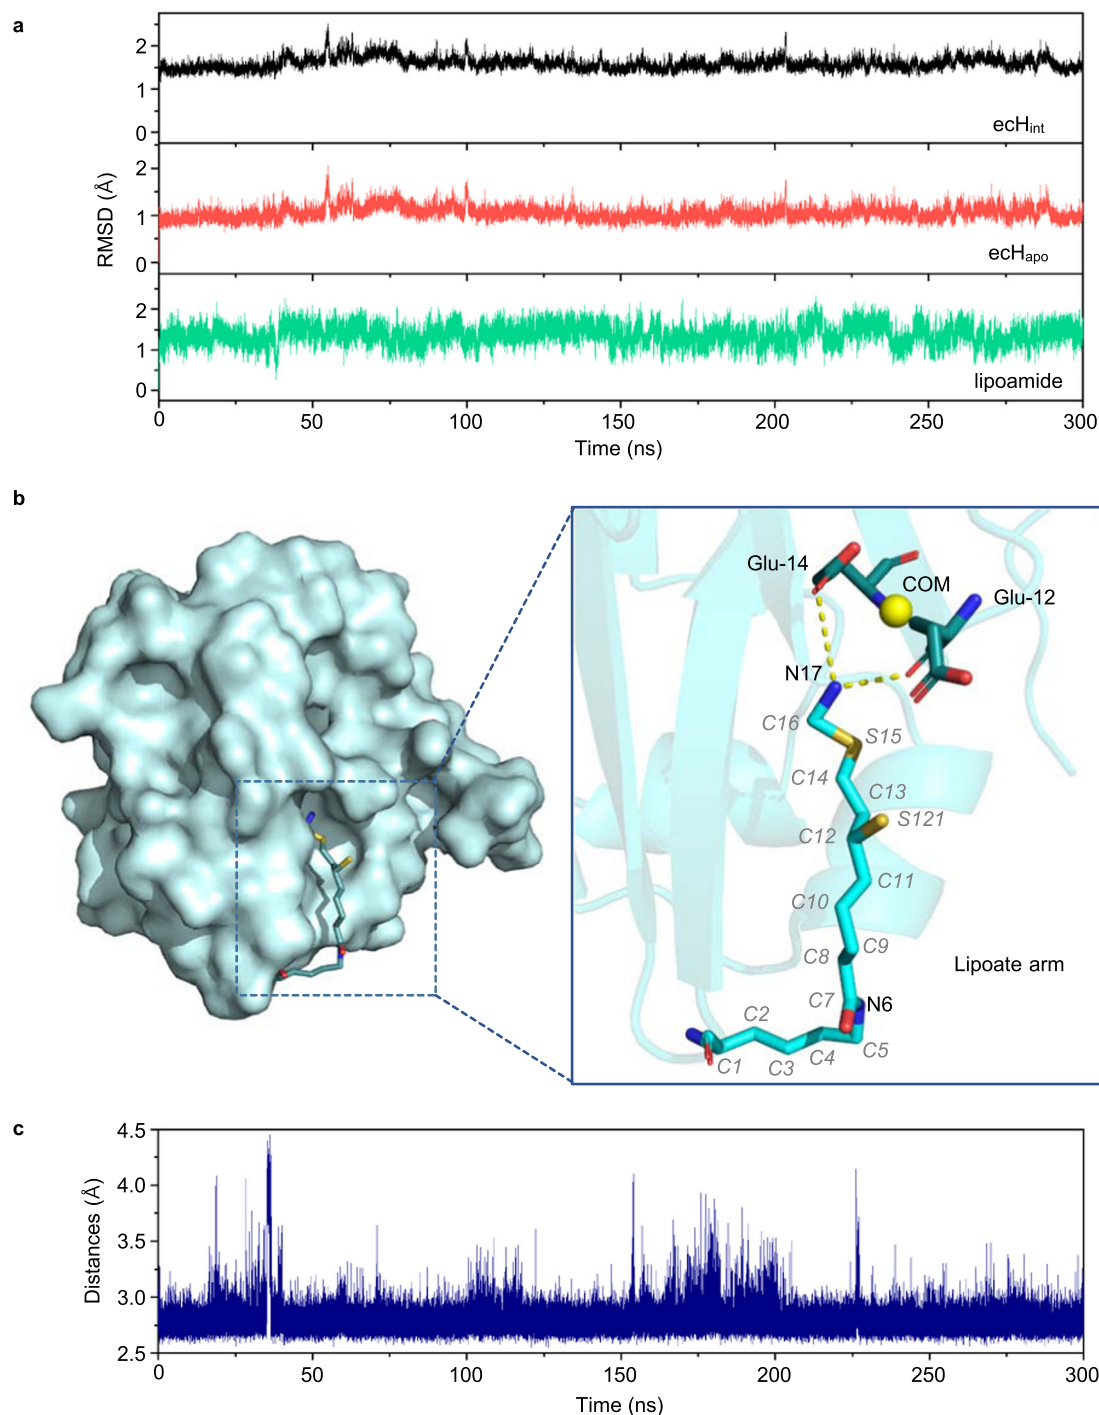 a
2
1
0
ecHint
2
1
0
ecHapo
2
1
0
lipoamide
RMSD (Å)
0 50 100 150 200 250 300
Time (ns)
b
Glu-14
COM
Glu-12
N17
C16
S15
C14
C13
S121
C12
C11
C10
C9
C8
Lipoate arm
C7
N6
C2
C5
C4
C3
C1
c
4.5
4.0
3.5
3.0
2.5
Distances (Å)
0 50 100 150 200 250 300
Time (ns)